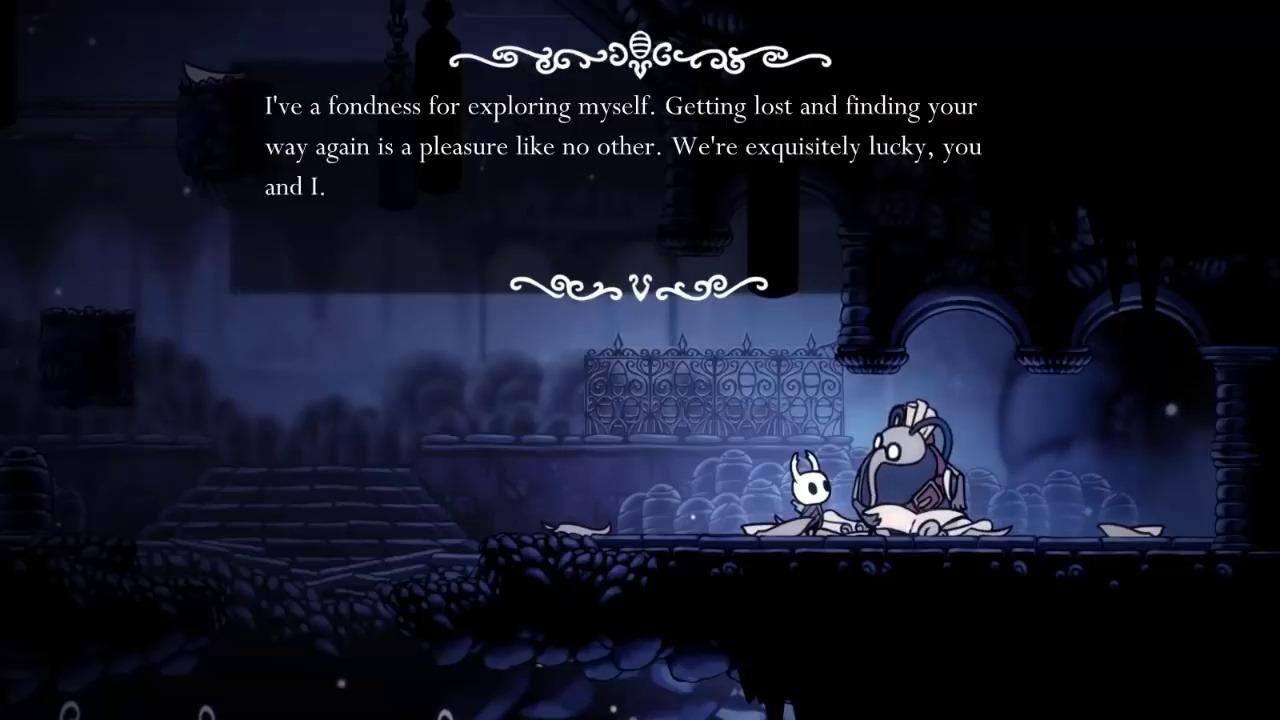 I've a fondness for exploring myself. Getting lost and finding your
way again is a pleasure like no other. We're exquisitely lucky, you
and I.